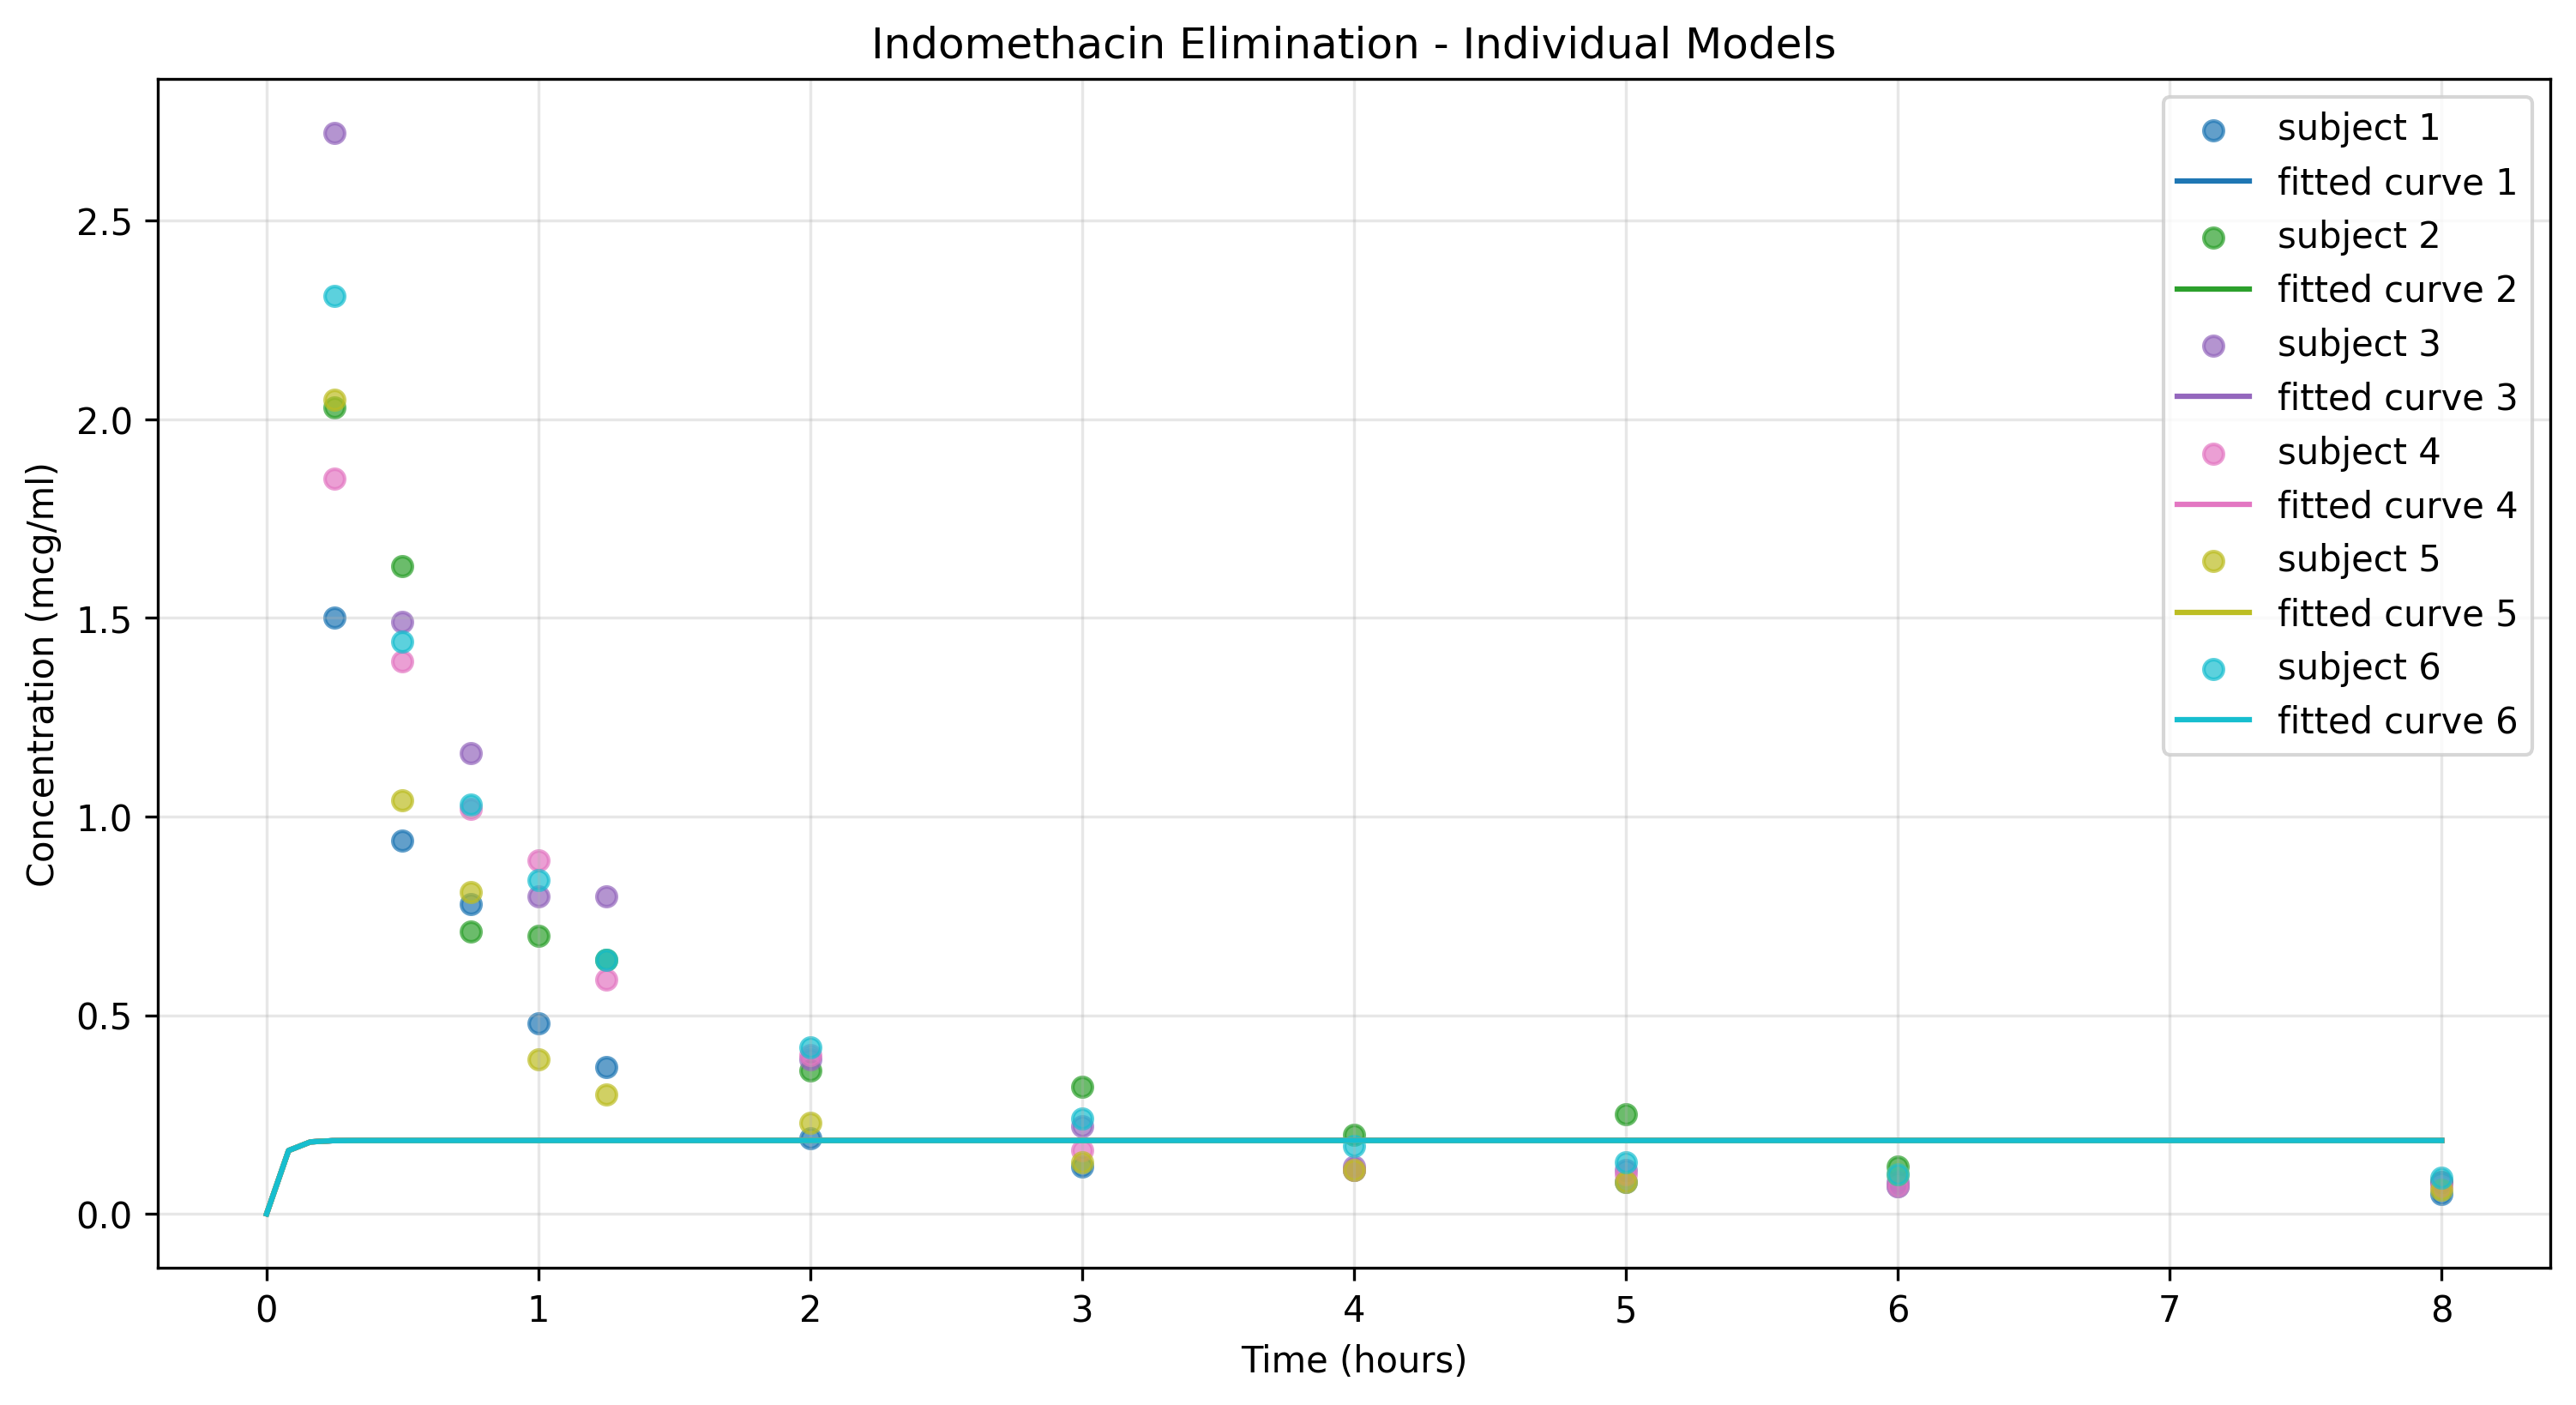 Indomethacin Elimination - Individual Models
subject 1
fitted curve 1
subject 2
fitted curve 2
subject 3
fitted curve 3
subject 4
fitted curve 4
subject 5
fitted curve 5
subject 6
fitted curve 6
Concentration (mcg/ml)
2.5
2.0
1.5
1.0
0.5
0.0
0 1 2 3 4 5 6 7 8
Time (hours)